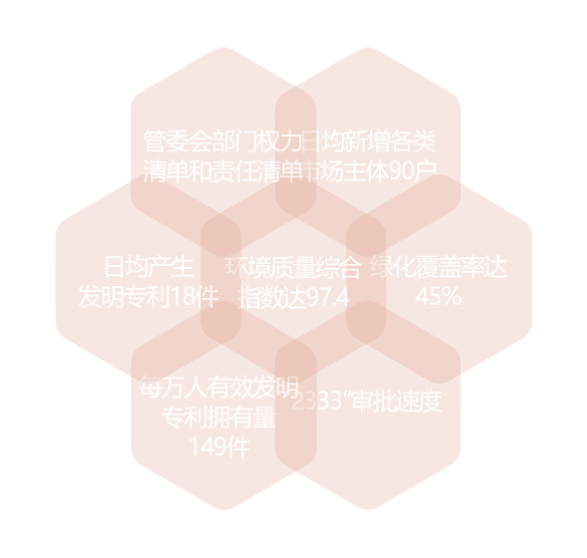 管委会部门权力
清单和责任清单
日均新增各类
市场主体90户
日均产生
发明专利18件
环境质量综合
指数达97.4
绿化覆盖率达
45%
每万人有效发明
专利拥有量
149件
“2333”审批速度